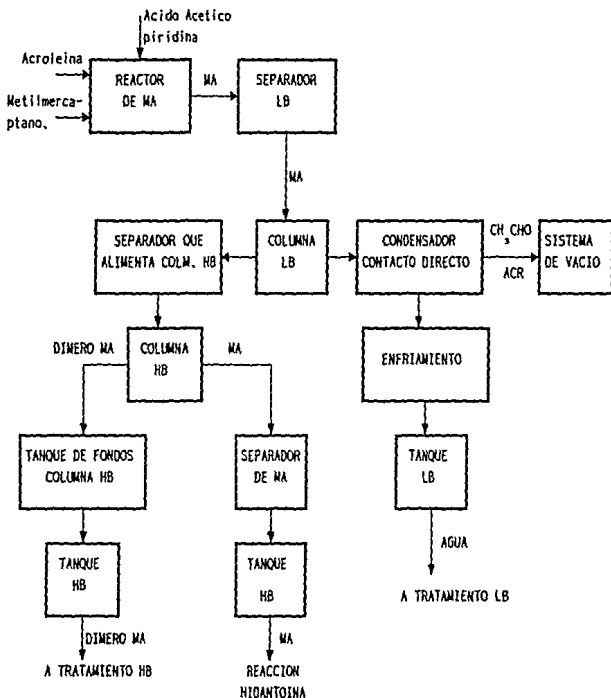 Acido Acetico
piridina
Acroleina
Metilmerca-
ptano.
REACTOR
DE MA
MA
SEPARADOR
LB
MA
SEPARADOR QUE
ALIMENTA COLM. HB
COLUMNA
LB
CONDENSADOR
CONTACTO DIRECTO
CH3CHO
ACR
SISTEMA
DE VACIO
DIMERO MA
COLUMNA
HB
MA
ENFRIAMIENTO
TANQUE DE FONDOS
COLUMNA HB
SEPARADOR
DE MA
TANQUE
LB
TANQUE
HB
TANQUE
HB
AGUA
A TRATAMIENTO LB
DIMERO MA
A TRATAMIENTO HB
MA
REACCION
HIDANTOINA